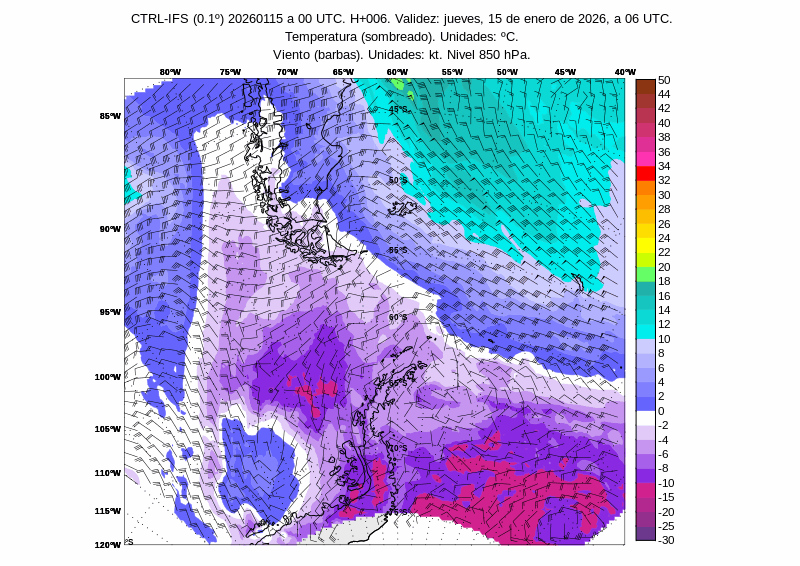 CTRL-IFS (0.1º) 20260115 a 00 UTC. H+006. Validez: jueves, 15 de enero de 2026, a 06 UTC.
Temperatura (sombreado). Unidades: ºC.
Viento (barbas). Unidades: kt. Nivel 850 hPa.
80°W 75°W 70°W 65°W 60°W 55°W 50°W 45°W 40°W
85°W
90°W
95°W
100°W
105°W
110°W
115°W
120°W
45°S
50°S
55°S
60°S
65°S
70°S
75°S
°S
50
44
42
40
38
36
34
32
30
28
26
24
22
20
18
16
14
12
10
8
6
4
2
0
-2
-4
-6
-8
-10
-15
-20
-25
-30